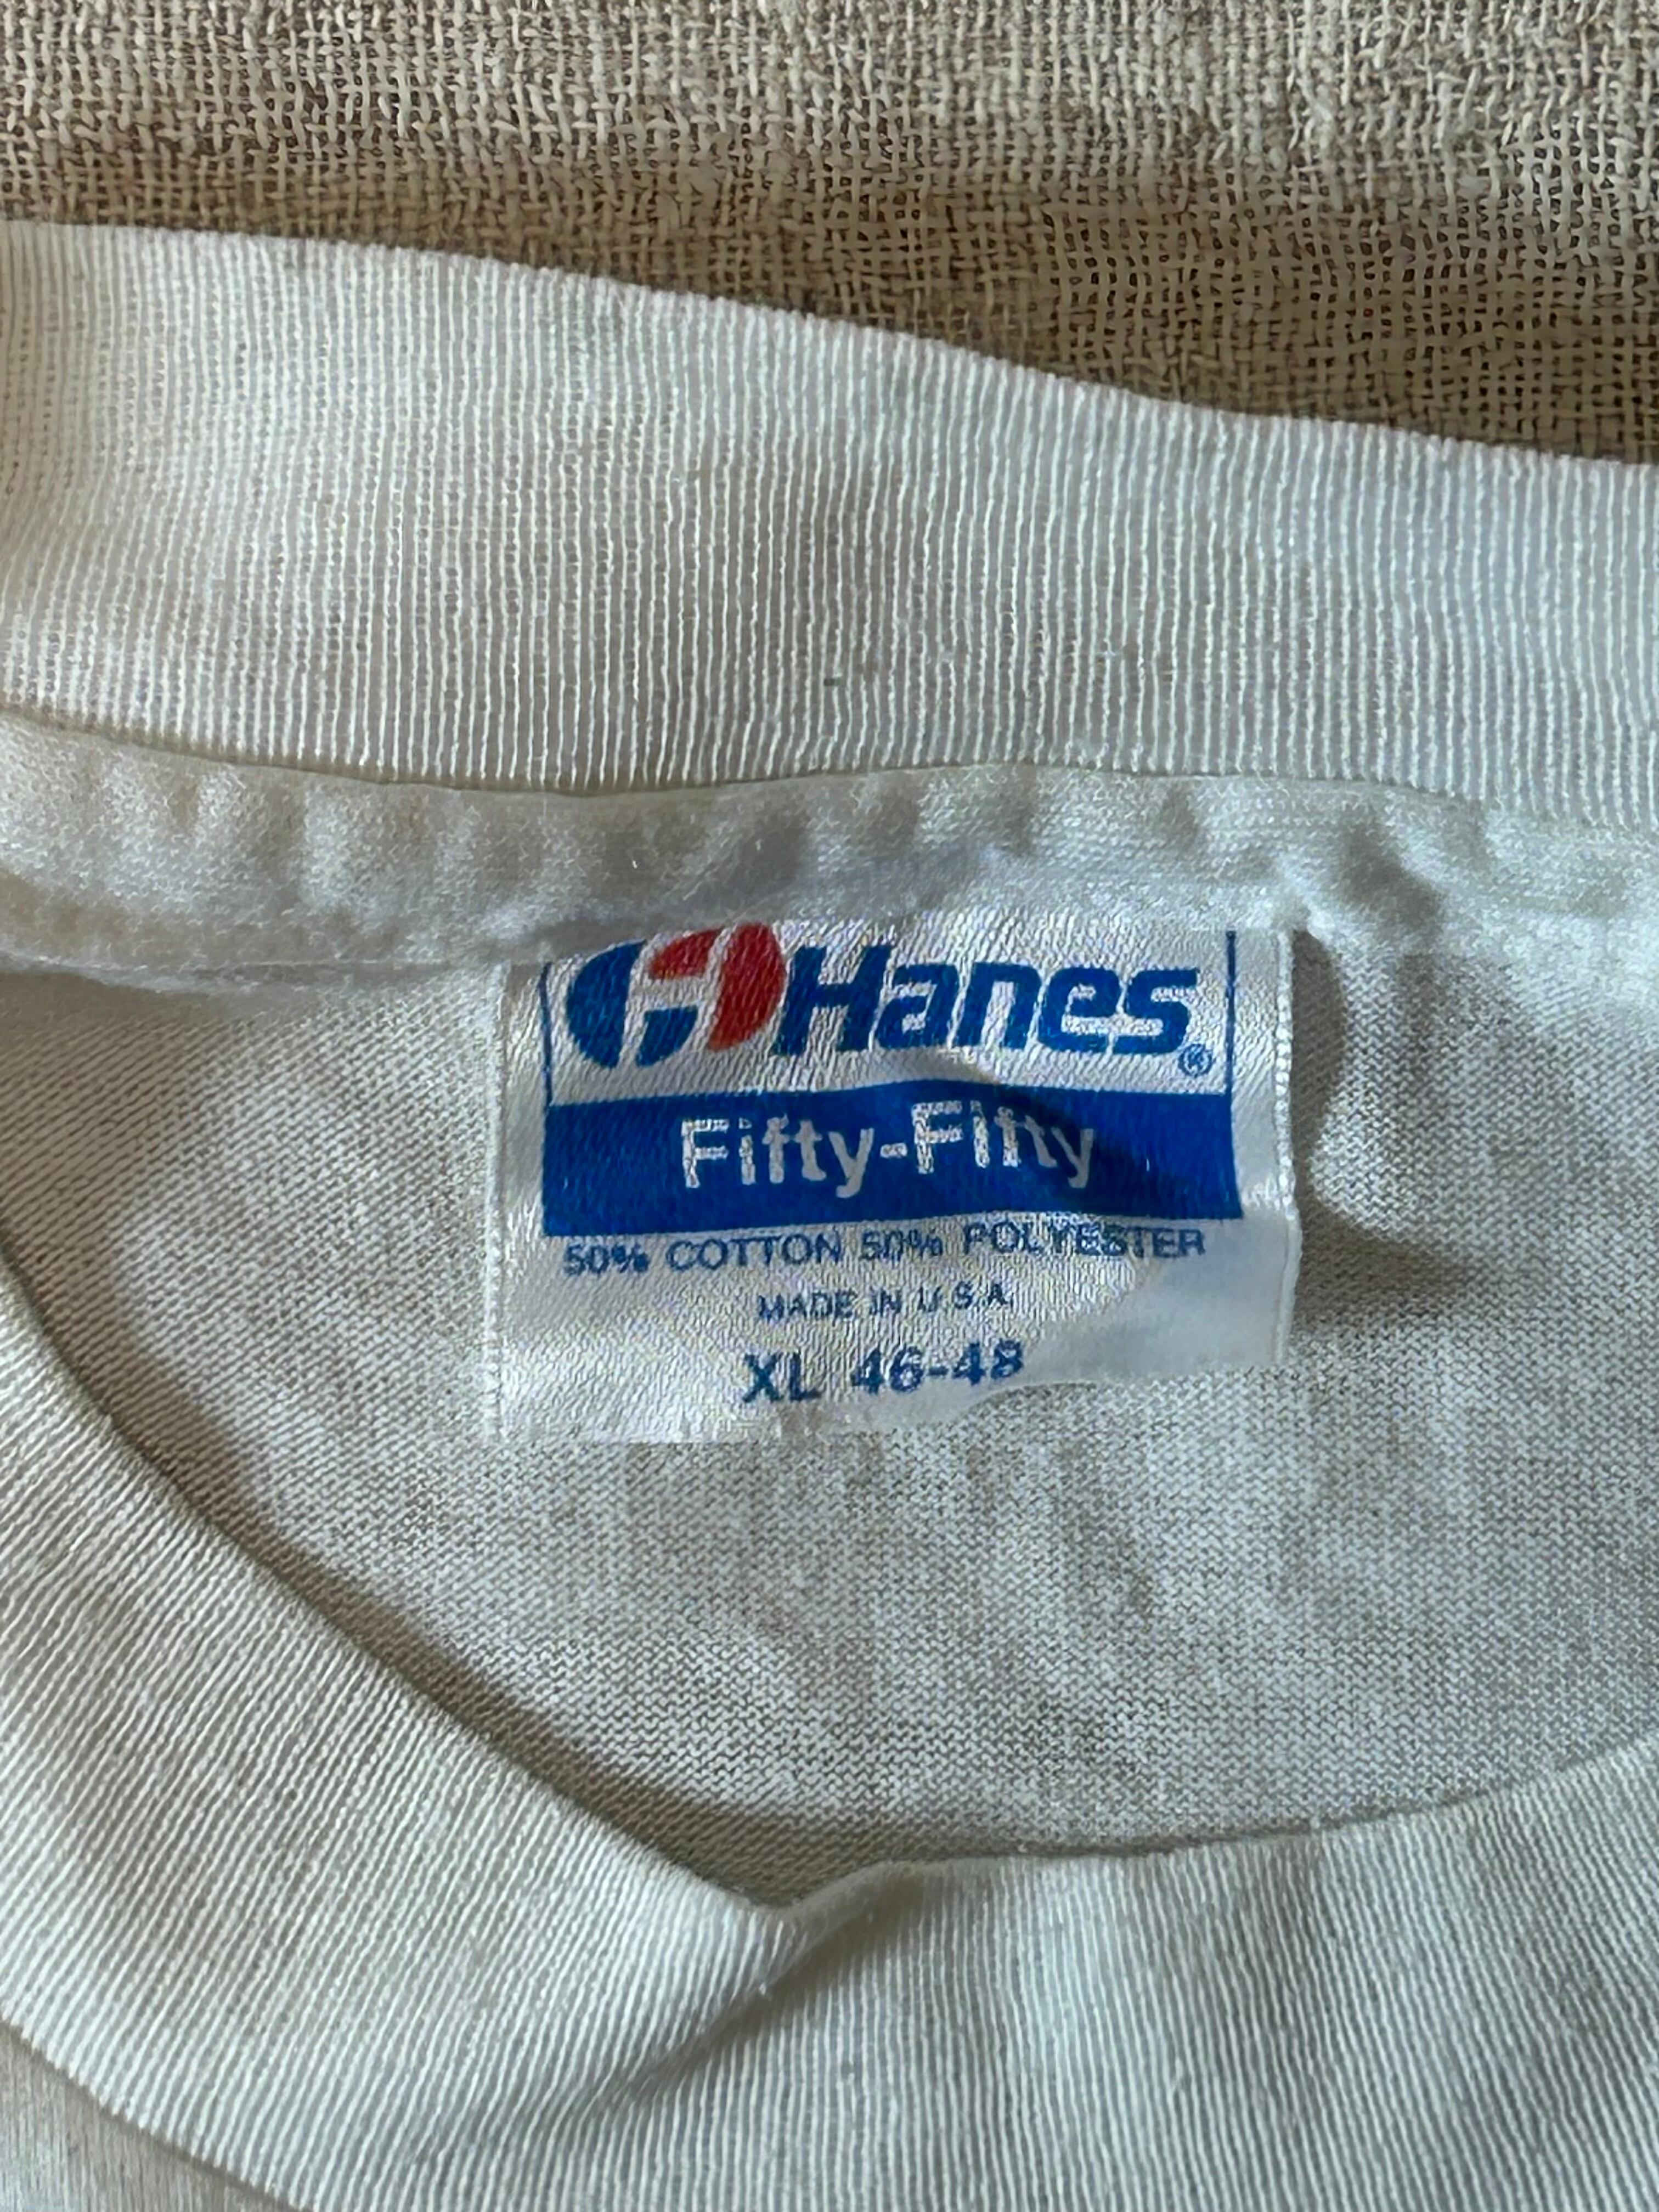 Hanes®
Fifty-Fifty
50% COTTON 50% POLYESTER
MADE IN U.S.A.
XL 46-48